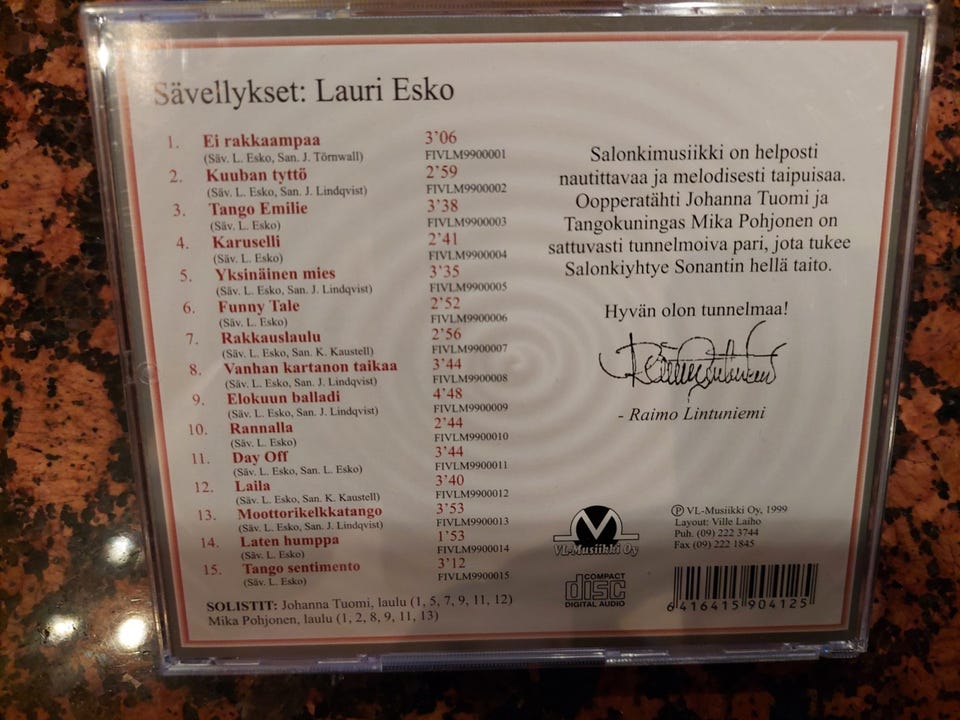 Sävellykset: Lauri Esko
1. Ei rakkaampaa 3’06
(Säv. L. Esko, San. J. Törnwall) FIVLM9900001
2. Kuuban tyttö 2’59
(Säv. L. Esko, San. J. Lindqvist) FIVLM9900002
3. Tango Emilie 3’38
(Säv. L. Esko) FIVLM9900003
4. Karuselli 2’41
(Säv. L. Esko) FIVLM9900004
5. Yksinäinen mies 3’35
(Säv. L. Esko, San. J. Lindqvist) FIVLM9900005
6. Funny Tale 2’52
(Säv. L. Esko) FIVLM9900006
7. Rakkauslaulu 2’56
(Säv. L. Esko, San. K. Kaustell) FIVLM9900007
8. Vanhan kartanon taikaa 3’44
(Säv. L. Esko, San. J. Lindqvist) FIVLM9900008
9. Elokuun balladi 4’48
(Säv. L. Esko, San. J. Lindqvist) FIVLM9900009
10. Rannalla 2’44
(Säv. L. Esko) FIVLM9900010
11. Day Off 3’44
(Säv. L. Esko, San. L. Esko) FIVLM9900011
12. Laila 3’40
(Säv. L. Esko, San. K. Kaustell) FIVLM9900012
13. Moottorikelkkatango 3’53
(Säv. L. Esko, San. J. Lindqvist) FIVLM9900013
14. Laten humppa 1’53
(Säv. L. Esko) FIVLM9900014
15. Tango sentimento 3’12
(Säv. L. Esko) FIVLM9900015
SOLISTIT: Johanna Tuomi, laulu (1, 5, 7, 9, 11, 12)
Mika Pohjonen, laulu (1, 2, 8, 9, 11, 13)
Salonkimusiikki on helposti
nautittavaa ja melodisesti taipuisaa.
Oopperatähti Johanna Tuomi ja
Tangokuningas Mika Pohjonen on
sattuvasti tunnelmoiva pari, jota tukee
Salonkiyhtye Sonantin hellä taito.
Hyvän olon tunnelmaa!
- Raimo Lintuniemi
VL-Musiikki Oy
℗ VL-Musiikki Oy, 1999
Layout: Ville Laiho
Puh. (09) 222 3744
Fax (09) 222 1845
COMPACT
disc
DIGITAL AUDIO
6 416415 904125